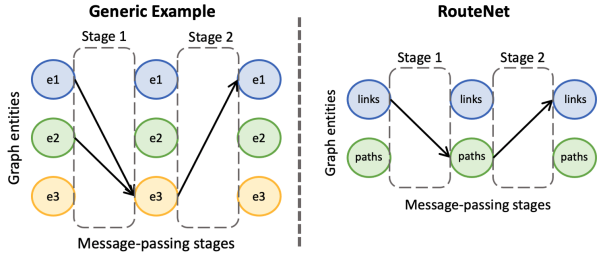 Generic Example
Stage 1
Stage 2
Graph entities
e1
e1
e1
e2
e2
e2
e3
e3
e3
Message-passing stages
RouteNet
Stage 1
Stage 2
Graph entities
links
links
links
paths
paths
paths
Message-passing stages